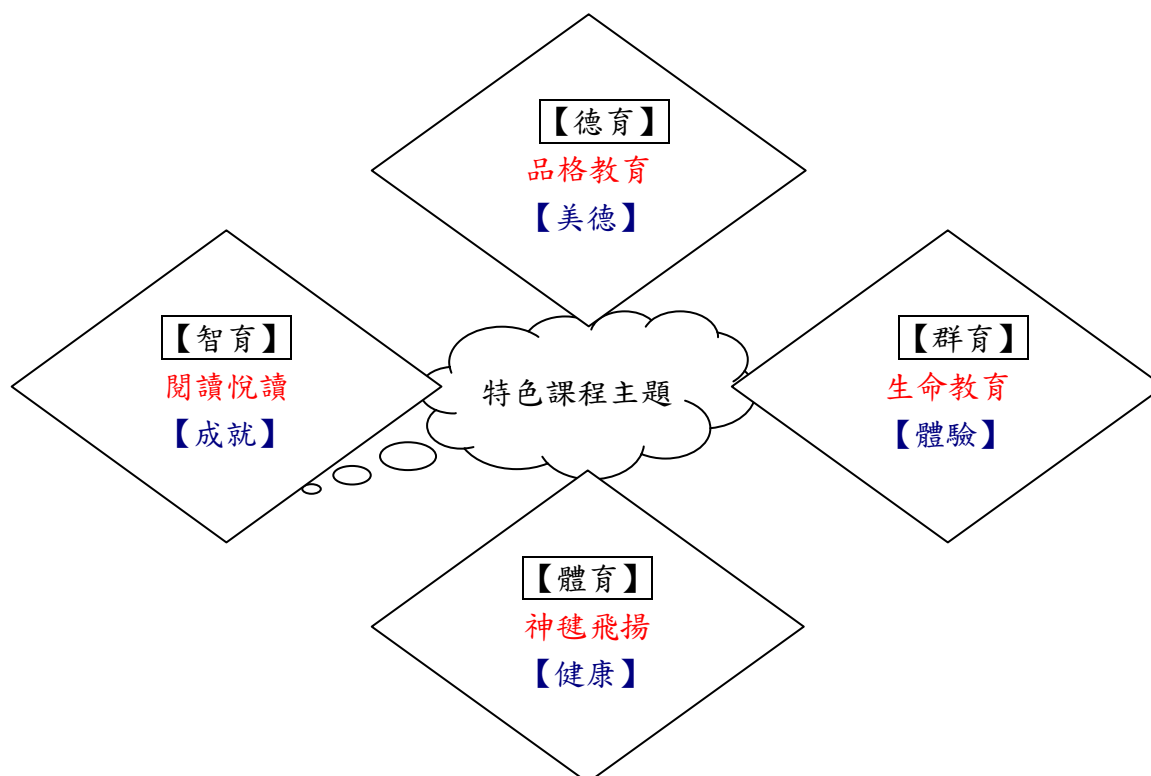 【德育】
品格教育
【美德】
【智育】
閱讀悅讀
【成就】
特色課程主題
【群育】
生命教育
【體驗】
【體育】
神毽飛揚
【健康】